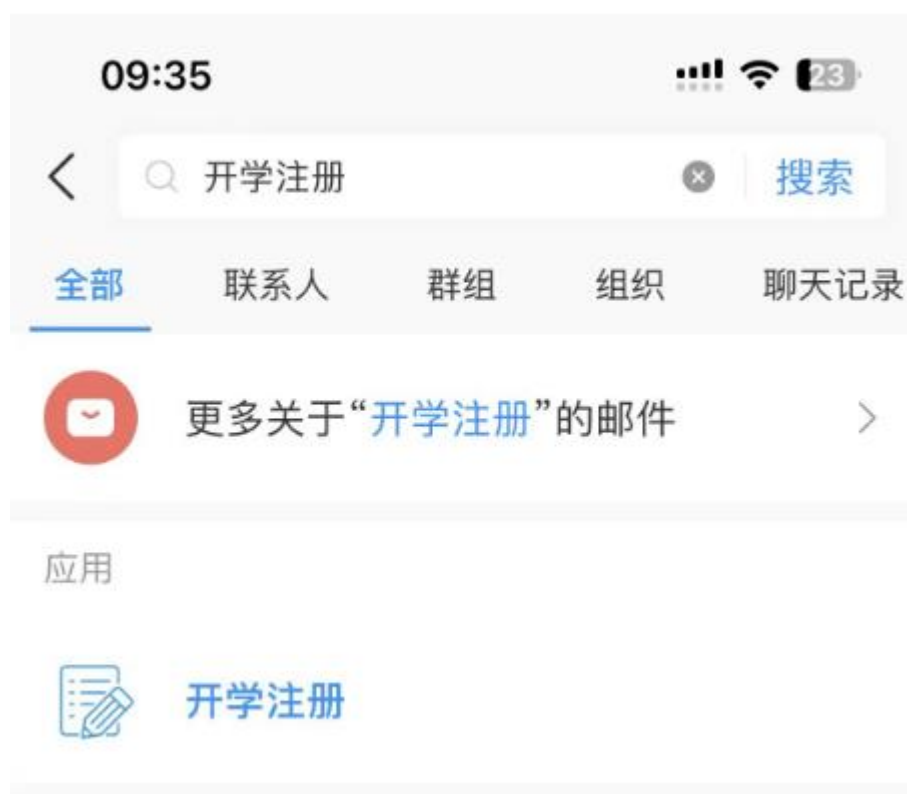 09:35 23
开学注册 搜索
全部 联系人 群组 组织 聊天记录
更多关于“开学注册”的邮件
应用
开学注册